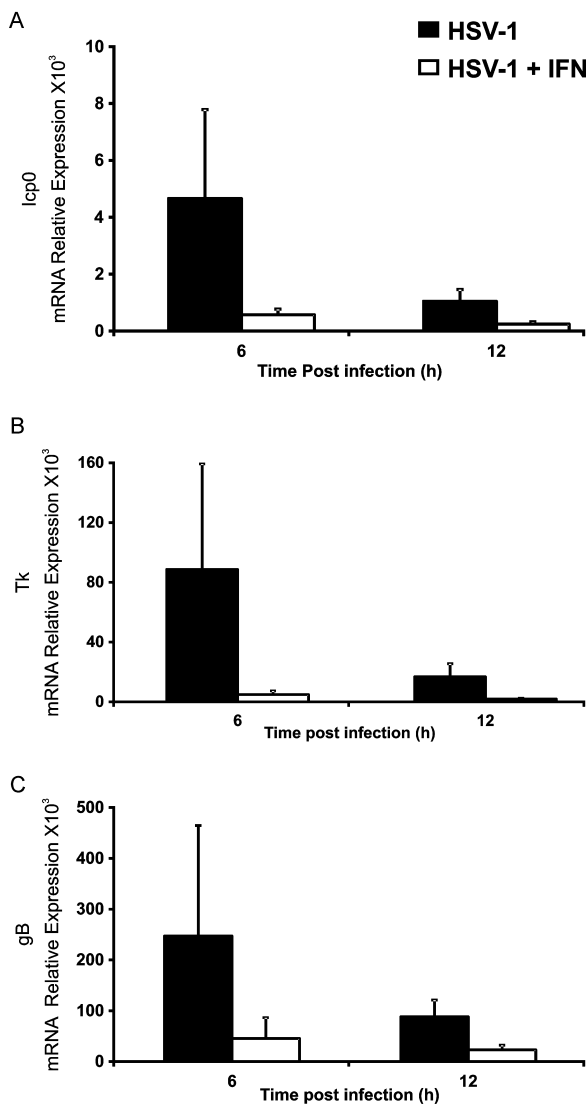 A
HSV-1
HSV-1 + IFN
Icp0
mRNA Relative Expression X10³
10
8
6
4
2
0
6
12
Time Post infection (h)
B
Tk
mRNA Relative Expression X10³
160
120
80
40
0
6
12
Time post infection (h)
C
gB
mRNA Relative Expression X10³
500
400
300
200
100
0
6
12
Time post infection (h)